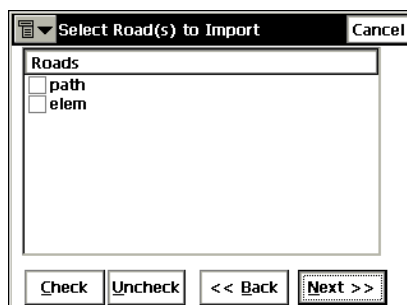 Select Road(s) to Import Cancel
Roads
path
elem
Check Uncheck << Back Next >>